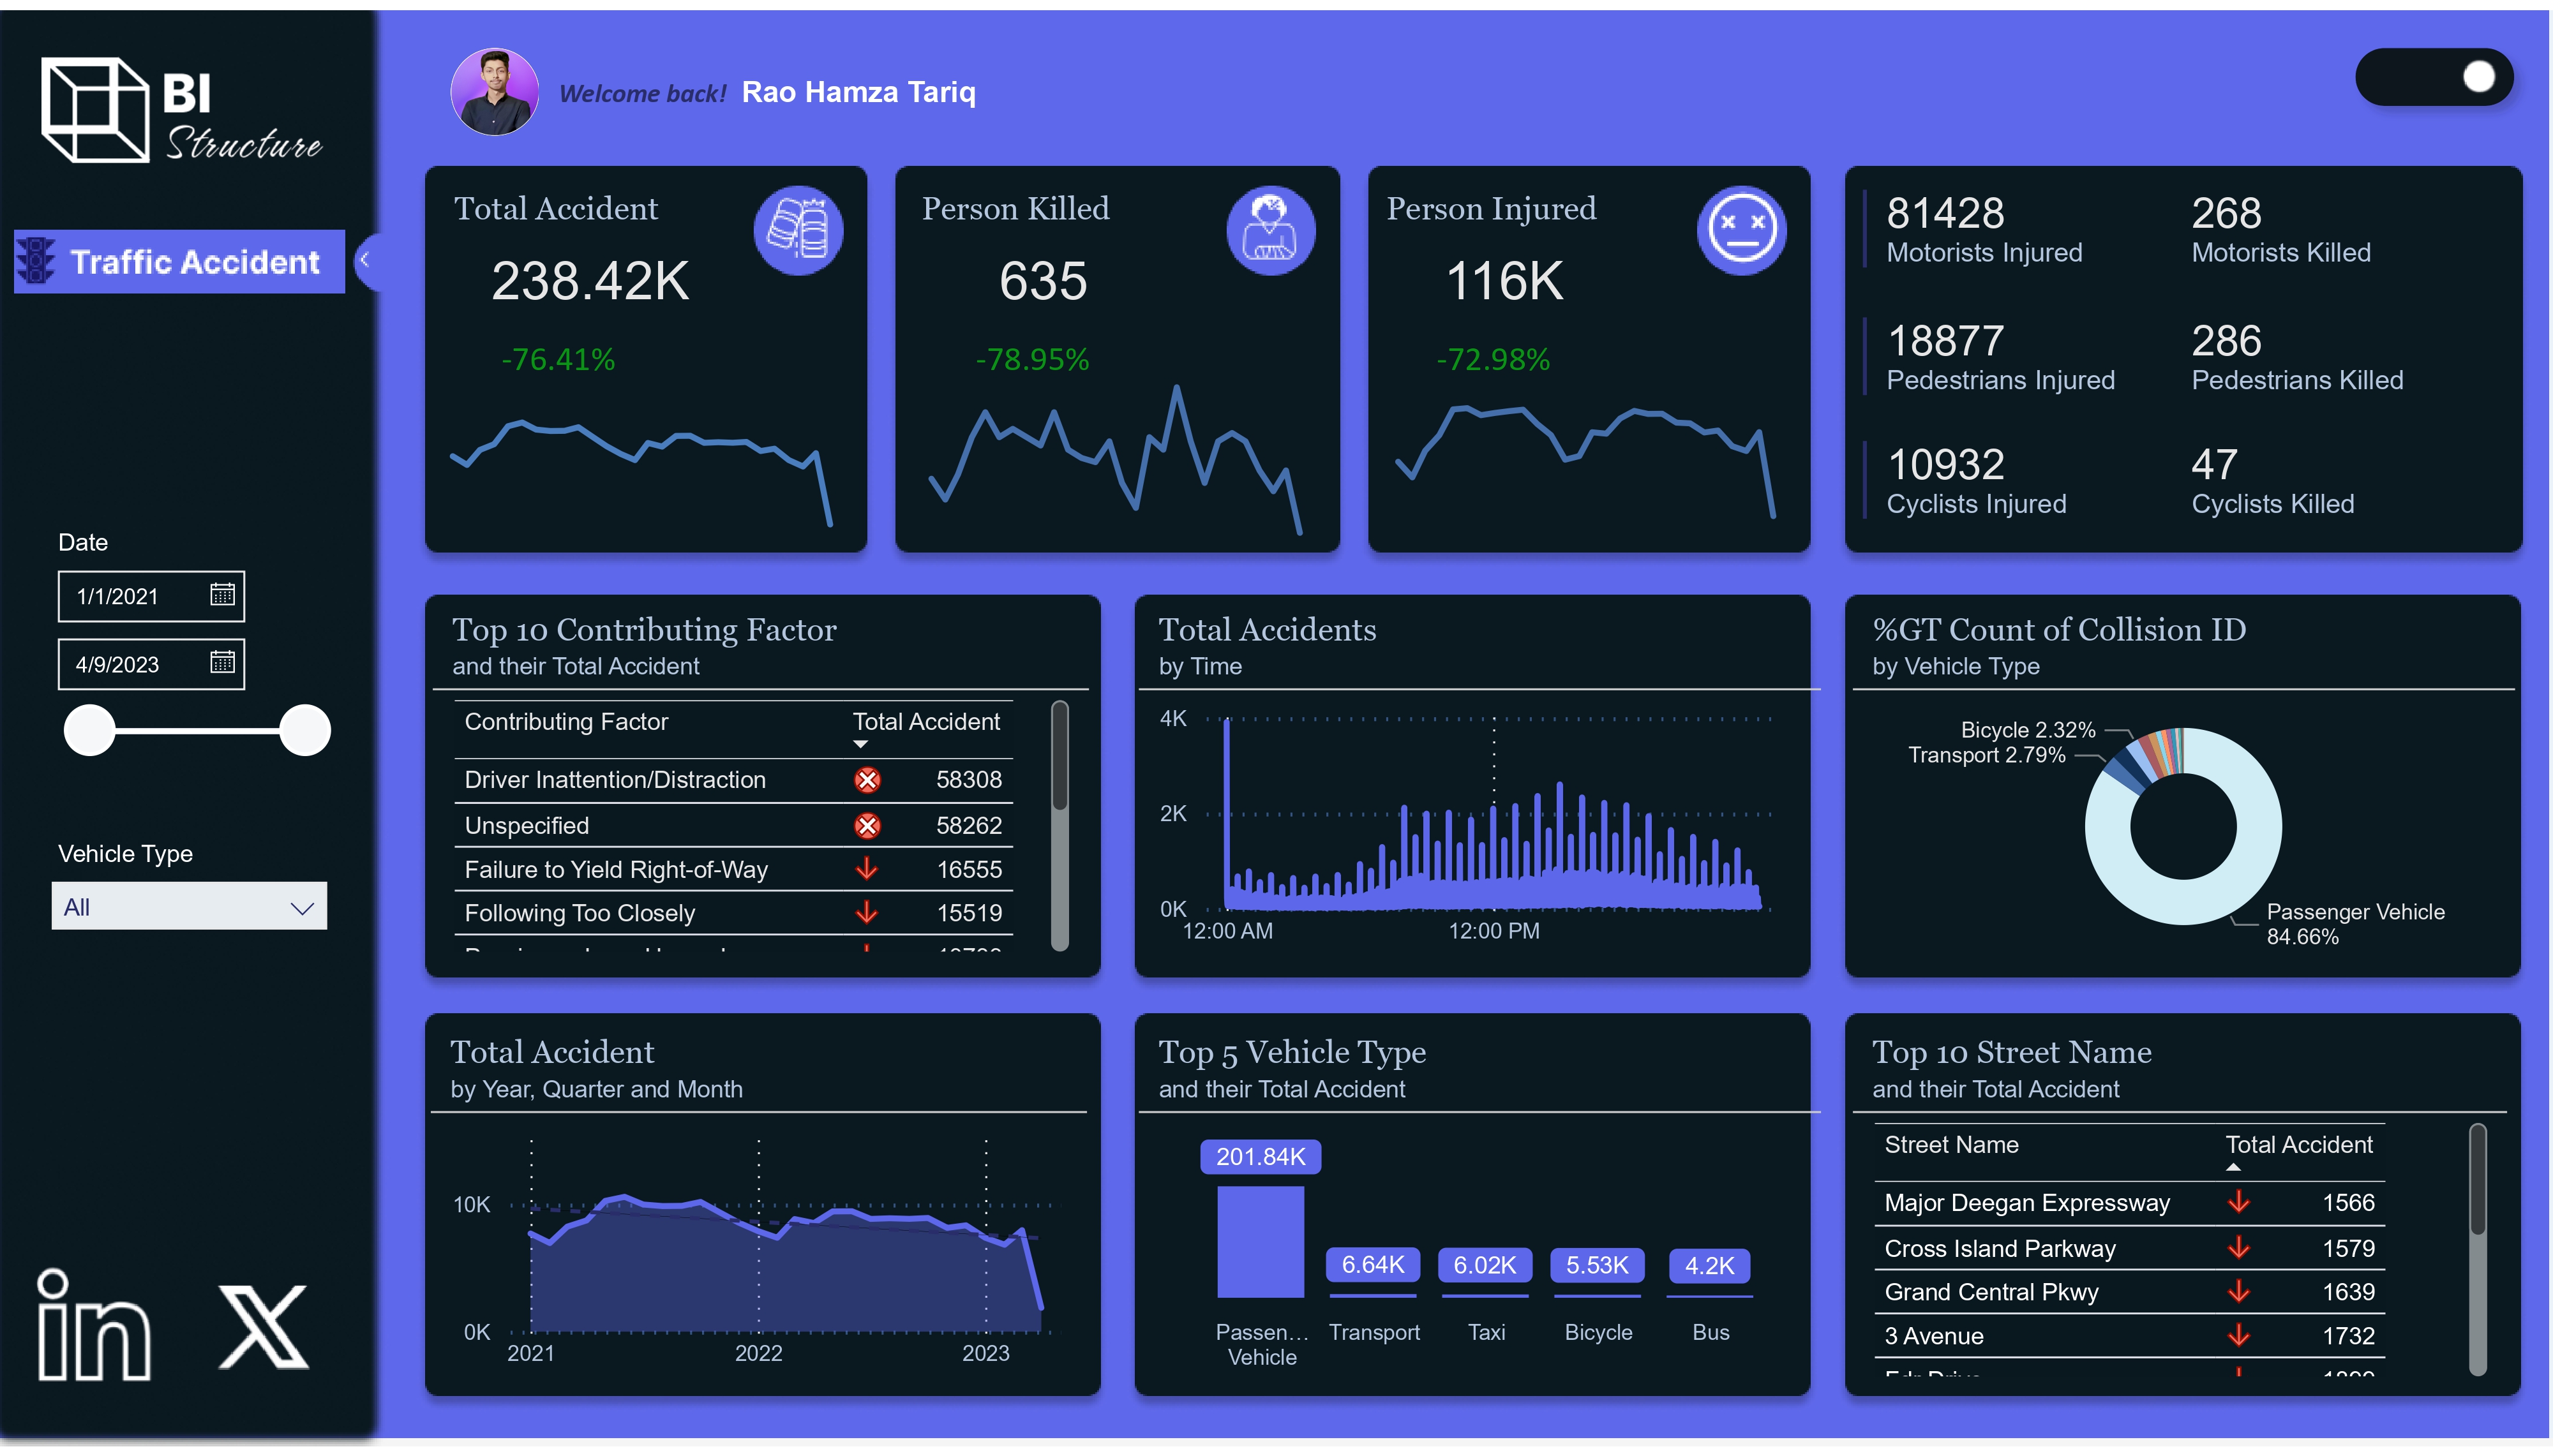 BI
Structure
Traffic Accident
Welcome back! Rao Hamza Tariq
Total Accident
238.42K
-76.41%
Person Killed
635
-78.95%
Person Injured
116K
-72.98%
81428
Motorists Injured
268
Motorists Killed
18877
Pedestrians Injured
286
Pedestrians Killed
10932
Cyclists Injured
47
Cyclists Killed
Date
1/1/2021
4/9/2023
Vehicle Type
All
in
X
Top 10 Contributing Factor
and their Total Accident
Contributing Factor Total Accident
Driver Inattention/Distraction 58308
Unspecified 58262
Failure to Yield Right-of-Way 16555
Following Too Closely 15519
Total Accidents
by Time
4K
2K
0K
12:00 AM 12:00 PM
%GT Count of Collision ID
by Vehicle Type
Bicycle 2.32%
Transport 2.79%
Passenger Vehicle
84.66%
Total Accident
by Year, Quarter and Month
10K
0K
2021 2022 2023
Top 5 Vehicle Type
and their Total Accident
201.84K
6.64K 6.02K 5.53K 4.2K
Passen... Transport Taxi Bicycle Bus
Vehicle
Top 10 Street Name
and their Total Accident
Street Name Total Accident
Major Deegan Expressway 1566
Cross Island Parkway 1579
Grand Central Pkwy 1639
3 Avenue 1732